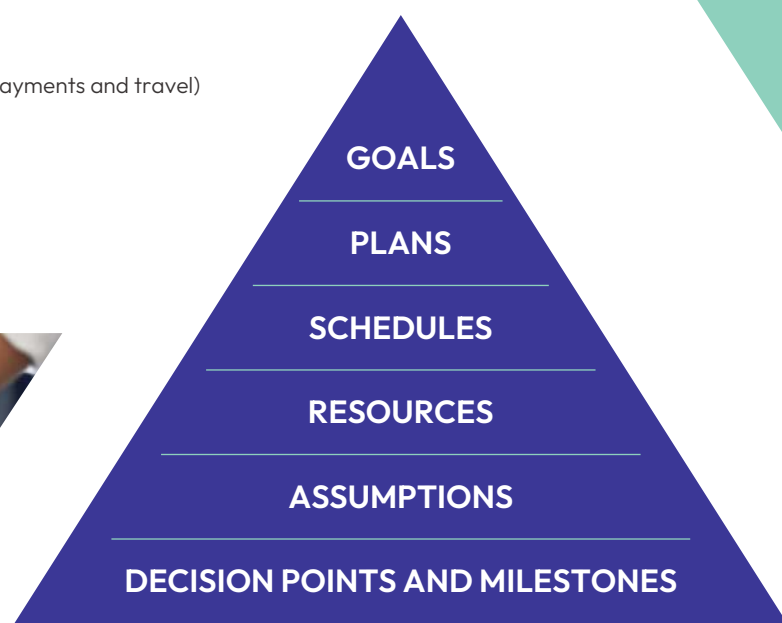 ayments and travel)
GOALS
PLANS
SCHEDULES
RESOURCES
ASSUMPTIONS
DECISION POINTS AND MILESTONES